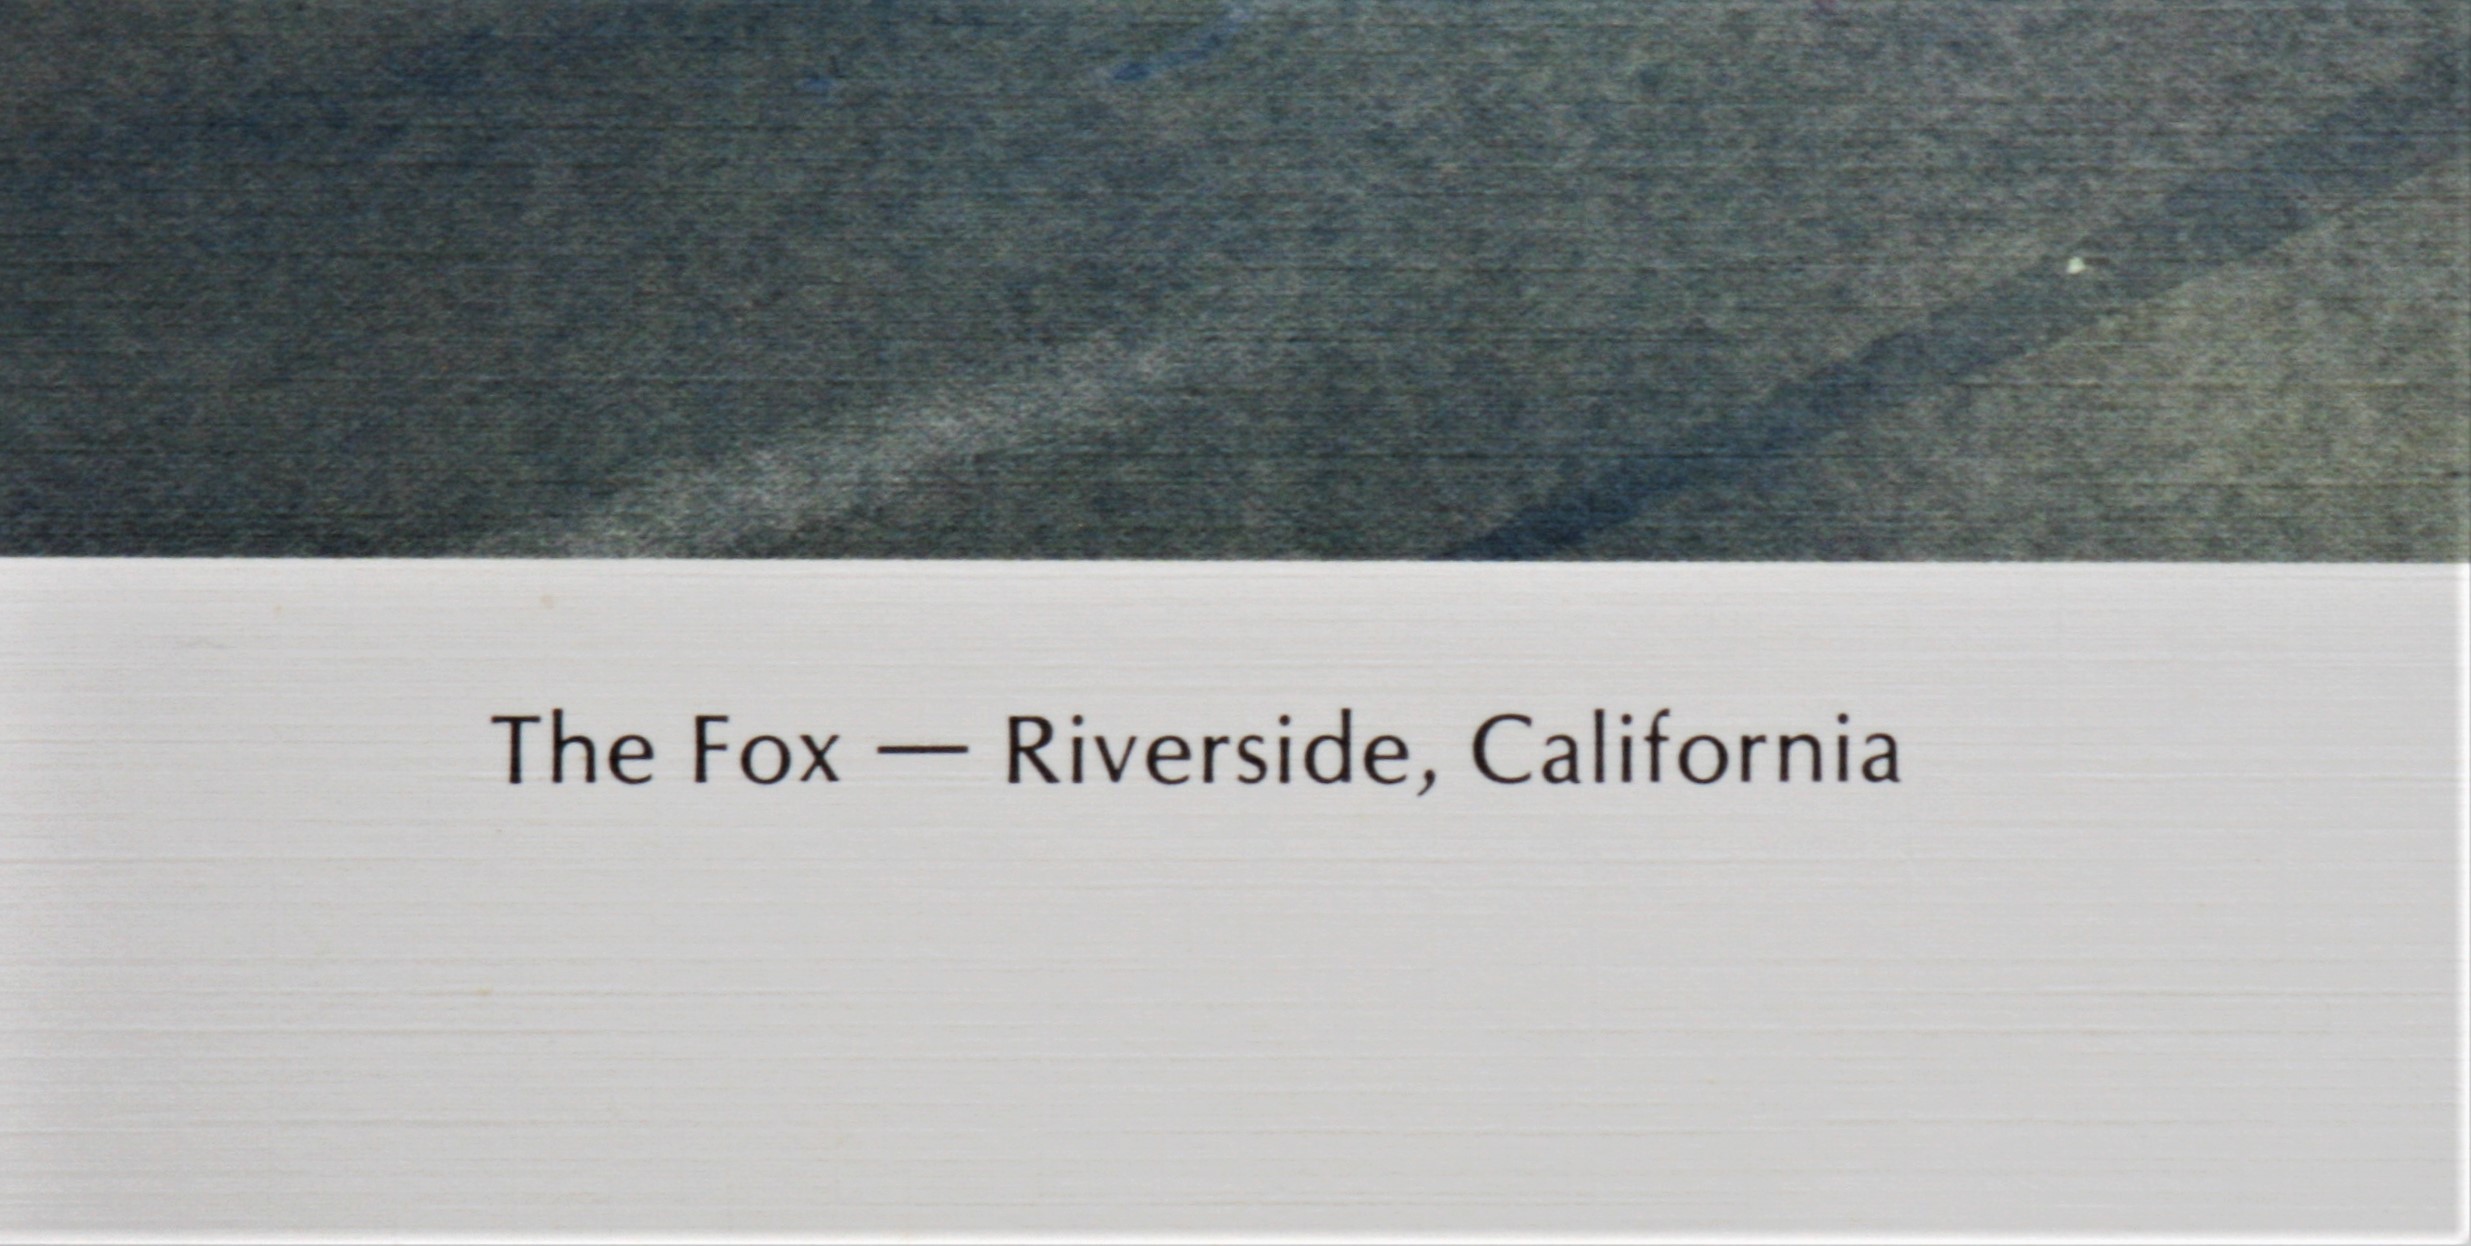 The Fox — Riverside, California